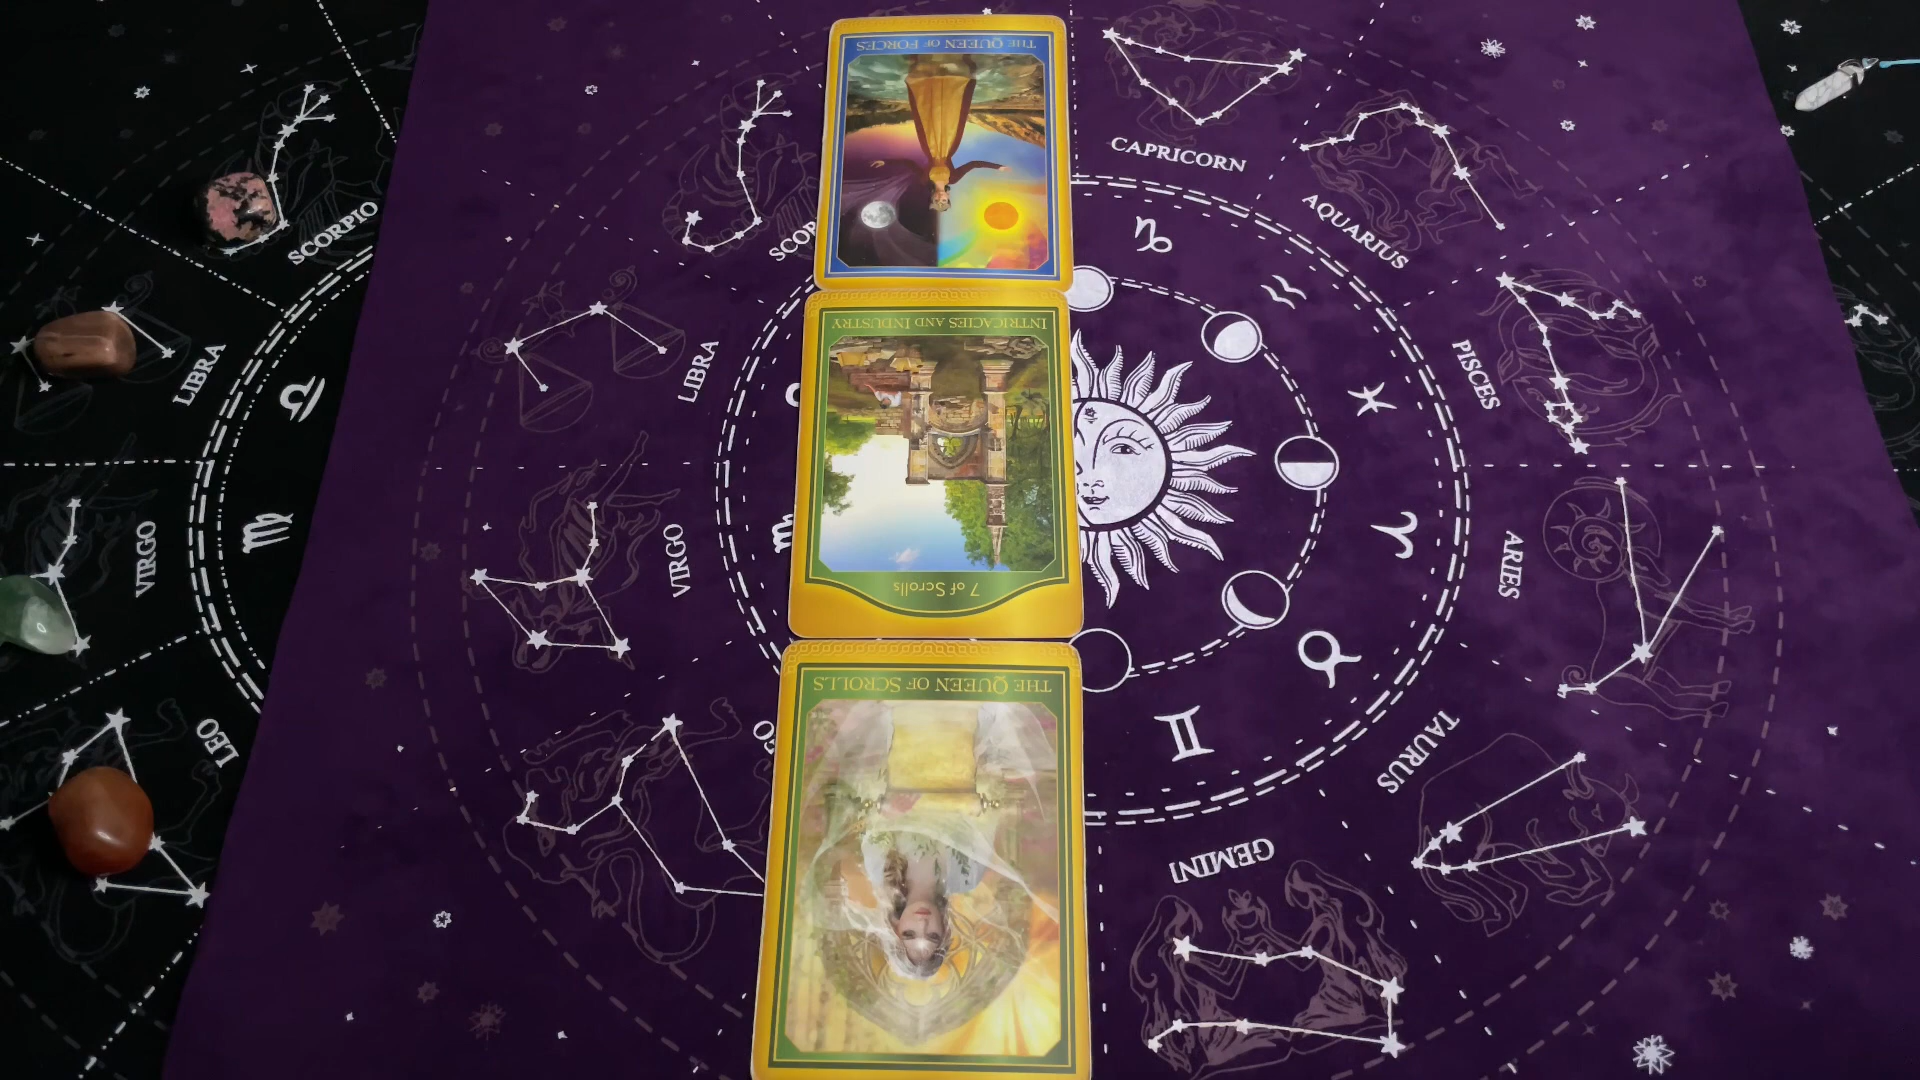 THE QUEEN OF FORCES
CAPRICORN
SCORPIO
SCOR
AQUARIUS
INTRICACIES AND INDUSTRY
LIBRA
LIBRA
PISCES
VIRGO
VIRGO
7 of Scrolls
ARIES
THE QUEEN OF SCROLLS
LEO
TAURUS
GEMINI